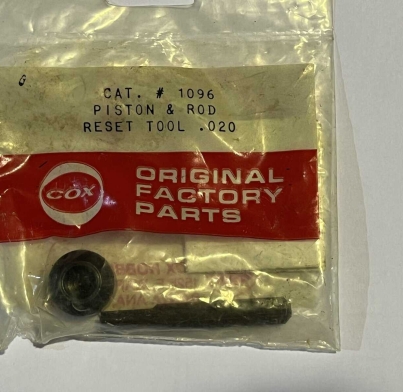 CAT. # 1096
PISTON & ROD
RESET TOOL .020
COX
ORIGINAL
FACTORY
PARTS